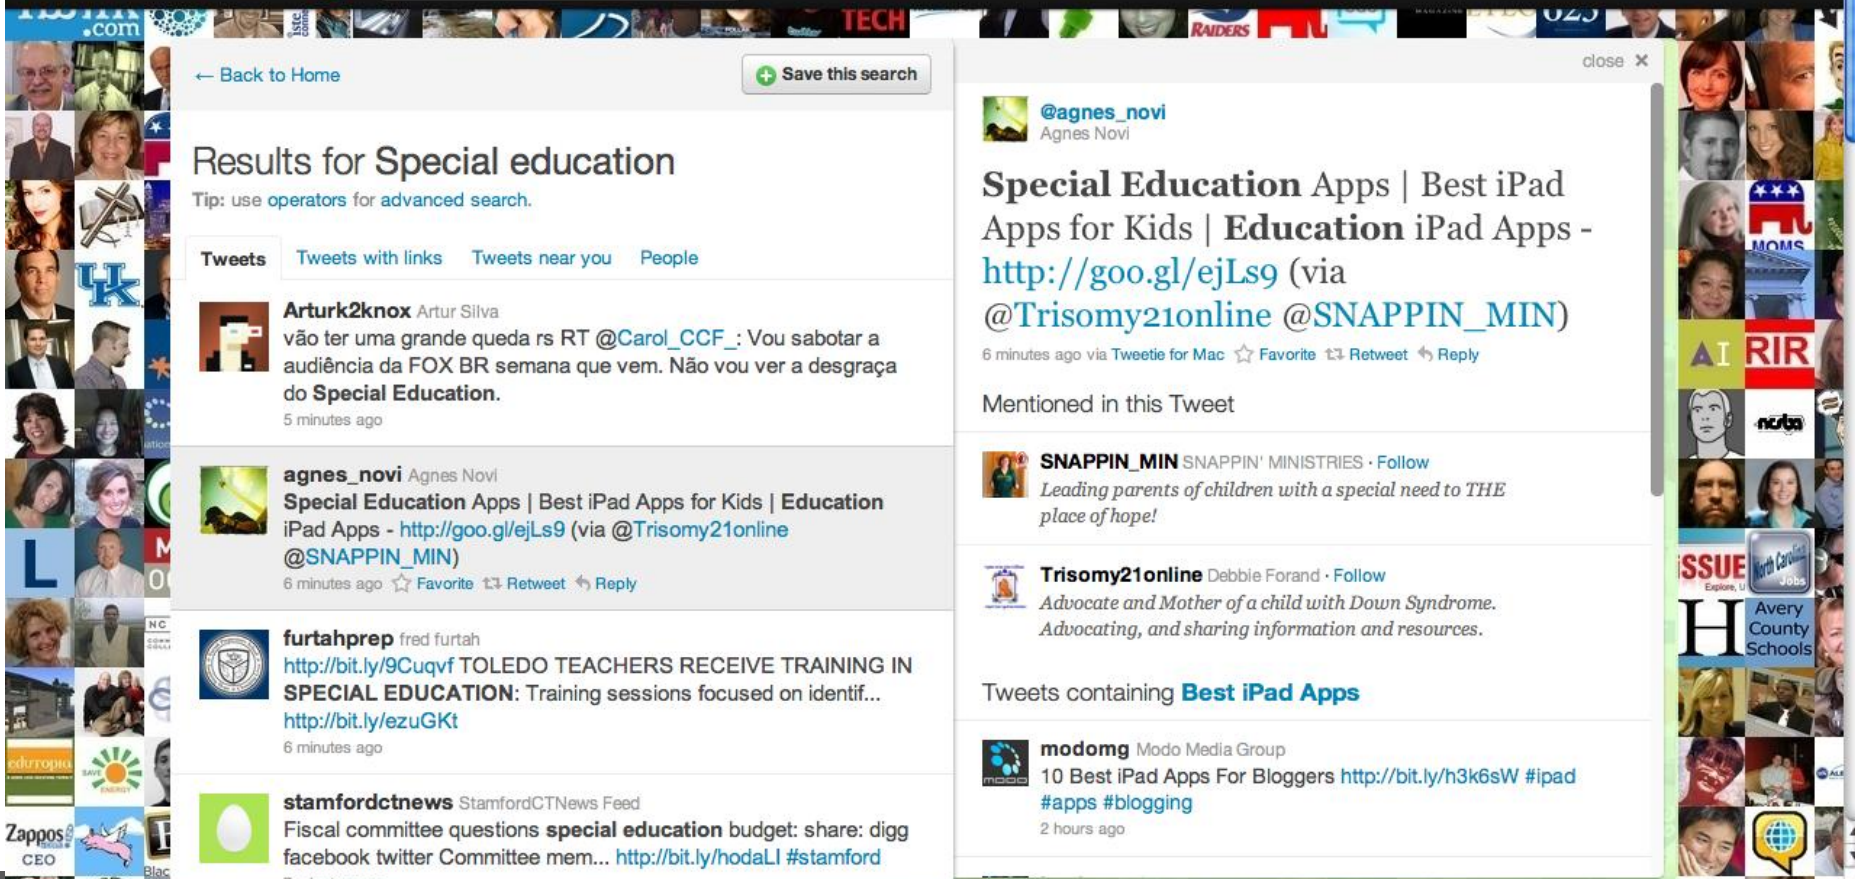 .com
TECH
RAIDERS
← Back to Home
Save this search
Results for Special education
Tip: use operators for advanced search.
Tweets
Tweets with links
Tweets near you
People
Arturk2knox Artur Silva
vão ter uma grande queda rs RT @Carol_CCF_: Vou sabotar a
audiência da FOX BR semana que vem. Não vou ver a desgraça
do Special Education.
5 minutes ago
agnes_novi Agnes Novi
Special Education Apps | Best iPad Apps for Kids | Education
iPad Apps - http://goo.gl/ejLs9 (via @Trisomy21online
@SNAPPIN_MIN)
6 minutes ago Favorite Retweet Reply
furtahprep fred furtah
http://bit.ly/9Cuqvf TOLEDO TEACHERS RECEIVE TRAINING IN
SPECIAL EDUCATION: Training sessions focused on identif...
http://bit.ly/ezuGKt
6 minutes ago
stamfordctnews StamfordCTNews Feed
Fiscal committee questions special education budget: share: digg
facebook twitter Committee mem... http://bit.ly/hodaLI #stamford
close ×
@agnes_novi
Agnes Novi
Special Education Apps | Best iPad
Apps for Kids | Education iPad Apps -
http://goo.gl/ejLs9 (via
@Trisomy21online @SNAPPIN_MIN)
6 minutes ago via Tweetie for Mac Favorite Retweet Reply
Mentioned in this Tweet
SNAPPIN_MIN SNAPPIN' MINISTRIES · Follow
Leading parents of children with a special need to THE
place of hope!
Trisomy21online Debbie Forand · Follow
Advocate and Mother of a child with Down Syndrome.
Advocating, and sharing information and resources.
Tweets containing Best iPad Apps
modomg Modo Media Group
10 Best iPad Apps For Bloggers http://bit.ly/h3k6sW #ipad
#apps #blogging
2 hours ago
UK
L
NC
edutopia
SAVE
ENERGY
Zappos
CEO
MOMS
AI
RIR
ncsba
ISSUE
Explore, U
North Carolina
Jobs
H
Avery
County
Schools
modo